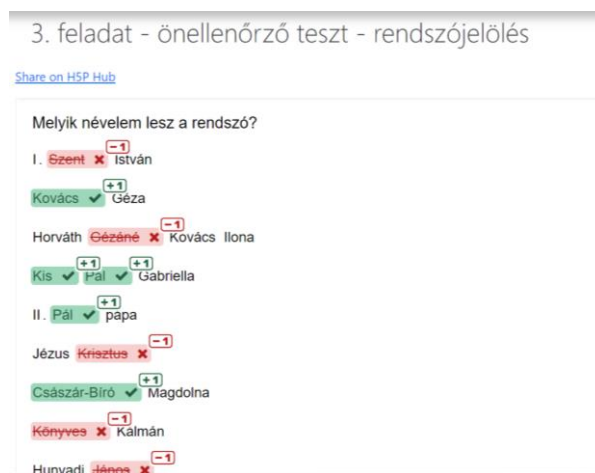 3. feladat - önellenőrző teszt - rendszójelölés
Share on H5P Hub
Melyik névelem lesz a rendszó?
I. Szent -1 István
Kovács +1 Géza
Horváth Gézáné -1 Kovács Ilona
Kis +1 Pál +1 Gabriella
II. Pál +1 pápa
Jézus Krisztus -1
Császár-Bíró +1 Magdolna
Könyves -1 Kálmán
Hunyadi János -1